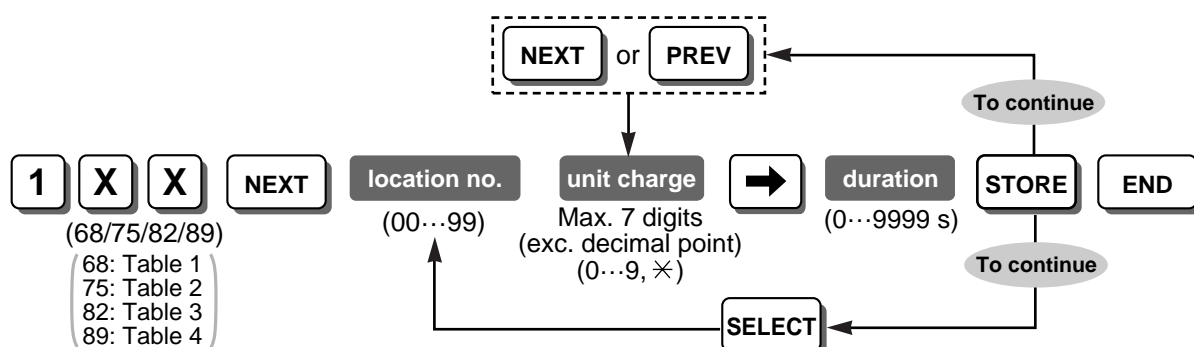 NEXT or PREV
To continue
1 X X NEXT location no. unit charge ➡ duration STORE END
(68/75/82/89) (00···99) Max. 7 digits (0···9999 s)
(exc. decimal point)
(0···9, ✳)
68: Table 1
75: Table 2
82: Table 3
89: Table 4
To continue
SELECT